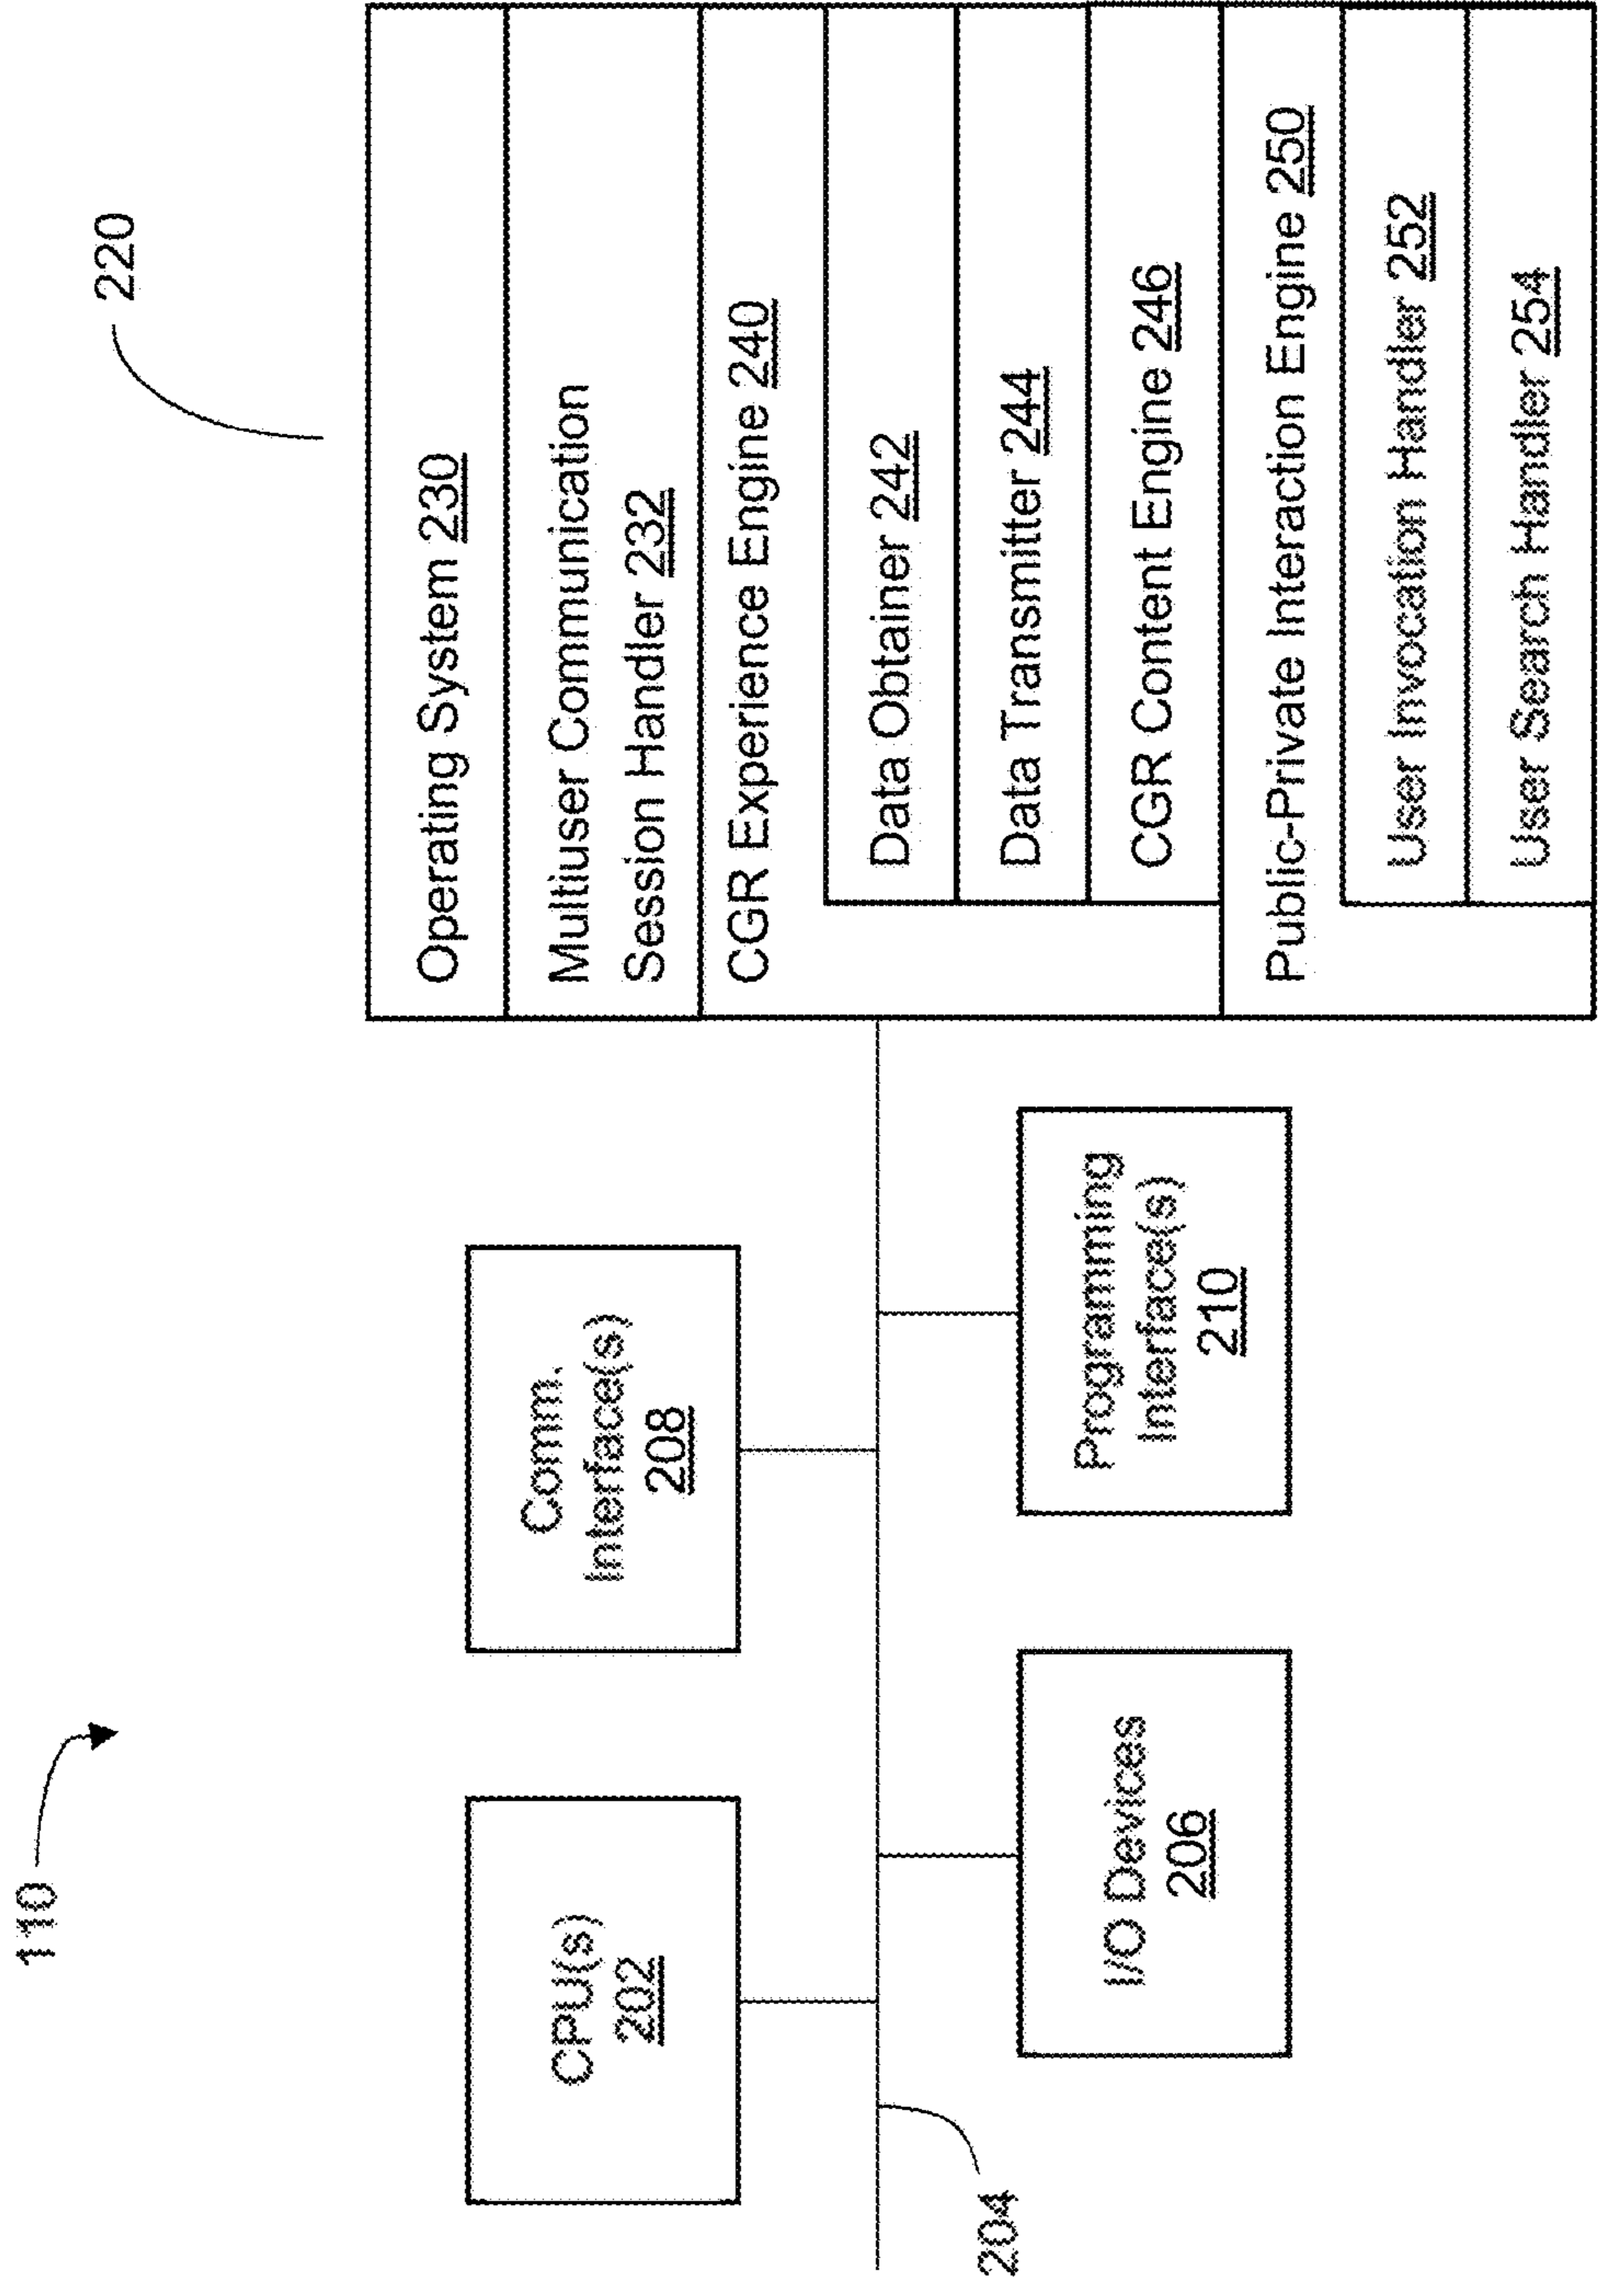 110
220
CPU(s)
202
Comm.
Interface(s)
208
204
I/O Devices
206
Programming
Interface(s)
210
Operating System 230
Multiuser Communication
Session Handler 232
CGR Experience Engine 240
Data Obtainer 242
Data Transmitter 244
CGR Content Engine 246
Public-Private Interaction Engine 250
User Invocation Handler 252
User Search Handler 254